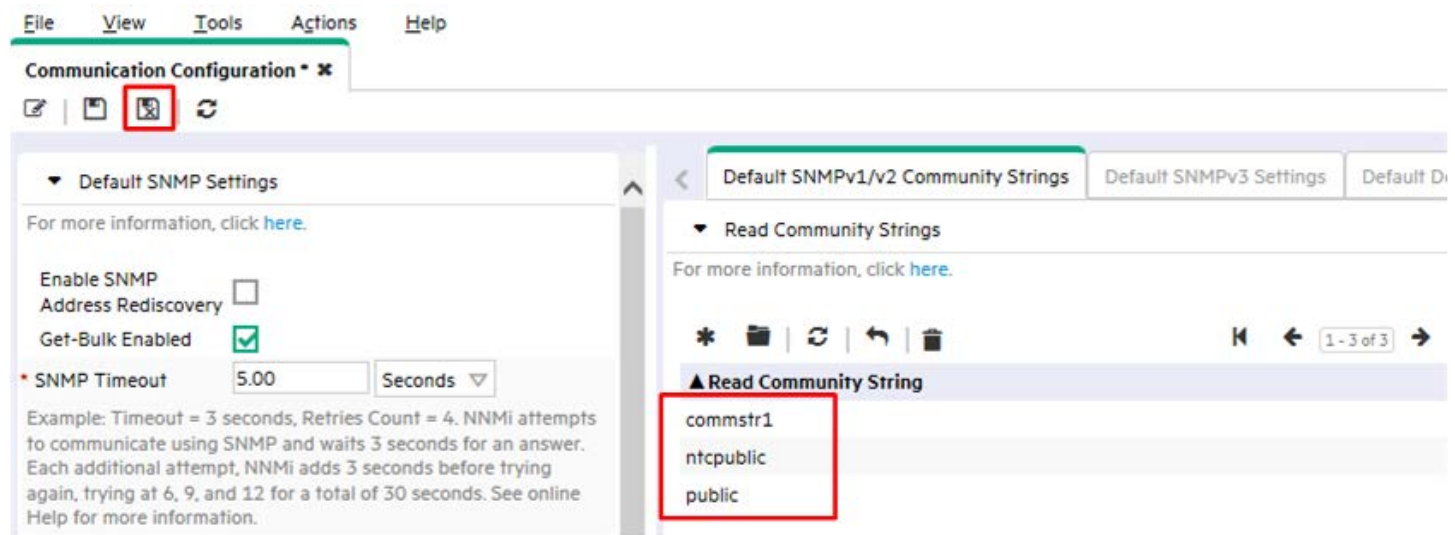 File View Tools Actions Help
Communication Configuration * ✖
Default SNMP Settings
For more information, click here.
Enable SNMP
Address Rediscovery
Get-Bulk Enabled
* SNMP Timeout 5.00 Seconds
Example: Timeout = 3 seconds, Retries Count = 4. NNMi attempts
to communicate using SNMP and waits 3 seconds for an answer.
Each additional attempt, NNMi adds 3 seconds before trying
again, trying at 6, 9, and 12 for a total of 30 seconds. See online
Help for more information.
Default SNMPv1/v2 Community Strings Default SNMPv3 Settings Default
Read Community Strings
For more information, click here.
1 - 3 of 3
▲ Read Community String
commstr1
ntcpublic
public